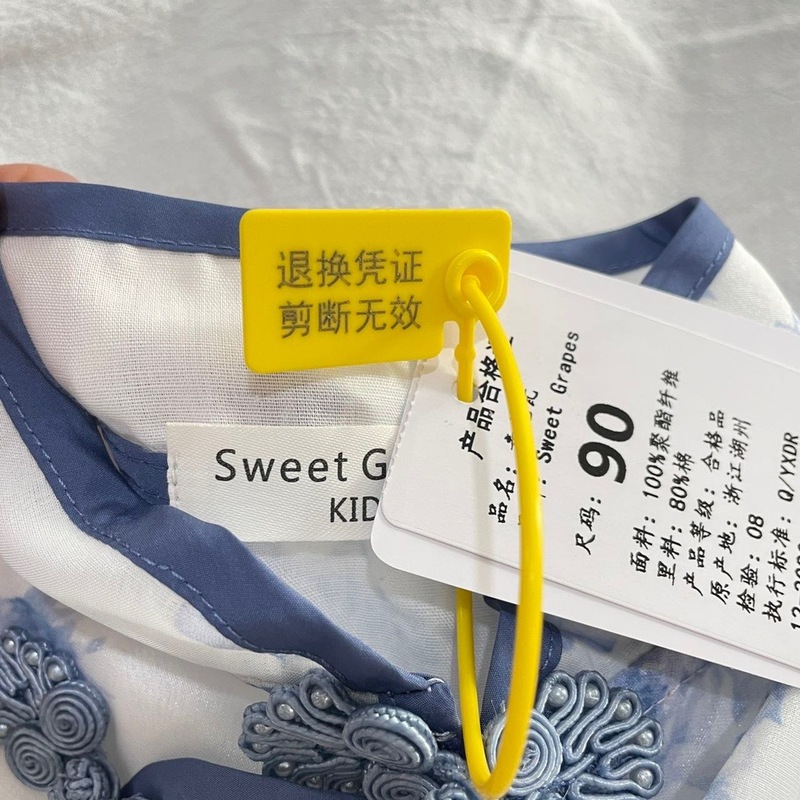 退换凭证
剪断无效
Sweet G
KID
产品合格
品名:
Sweet Grapes
尺码: 90
面料: 100%聚酯纤维
里料: 80%棉
产品等级: 合格品
原产地: 浙江湖州
检验: 08
执行标准: Q/YXDR